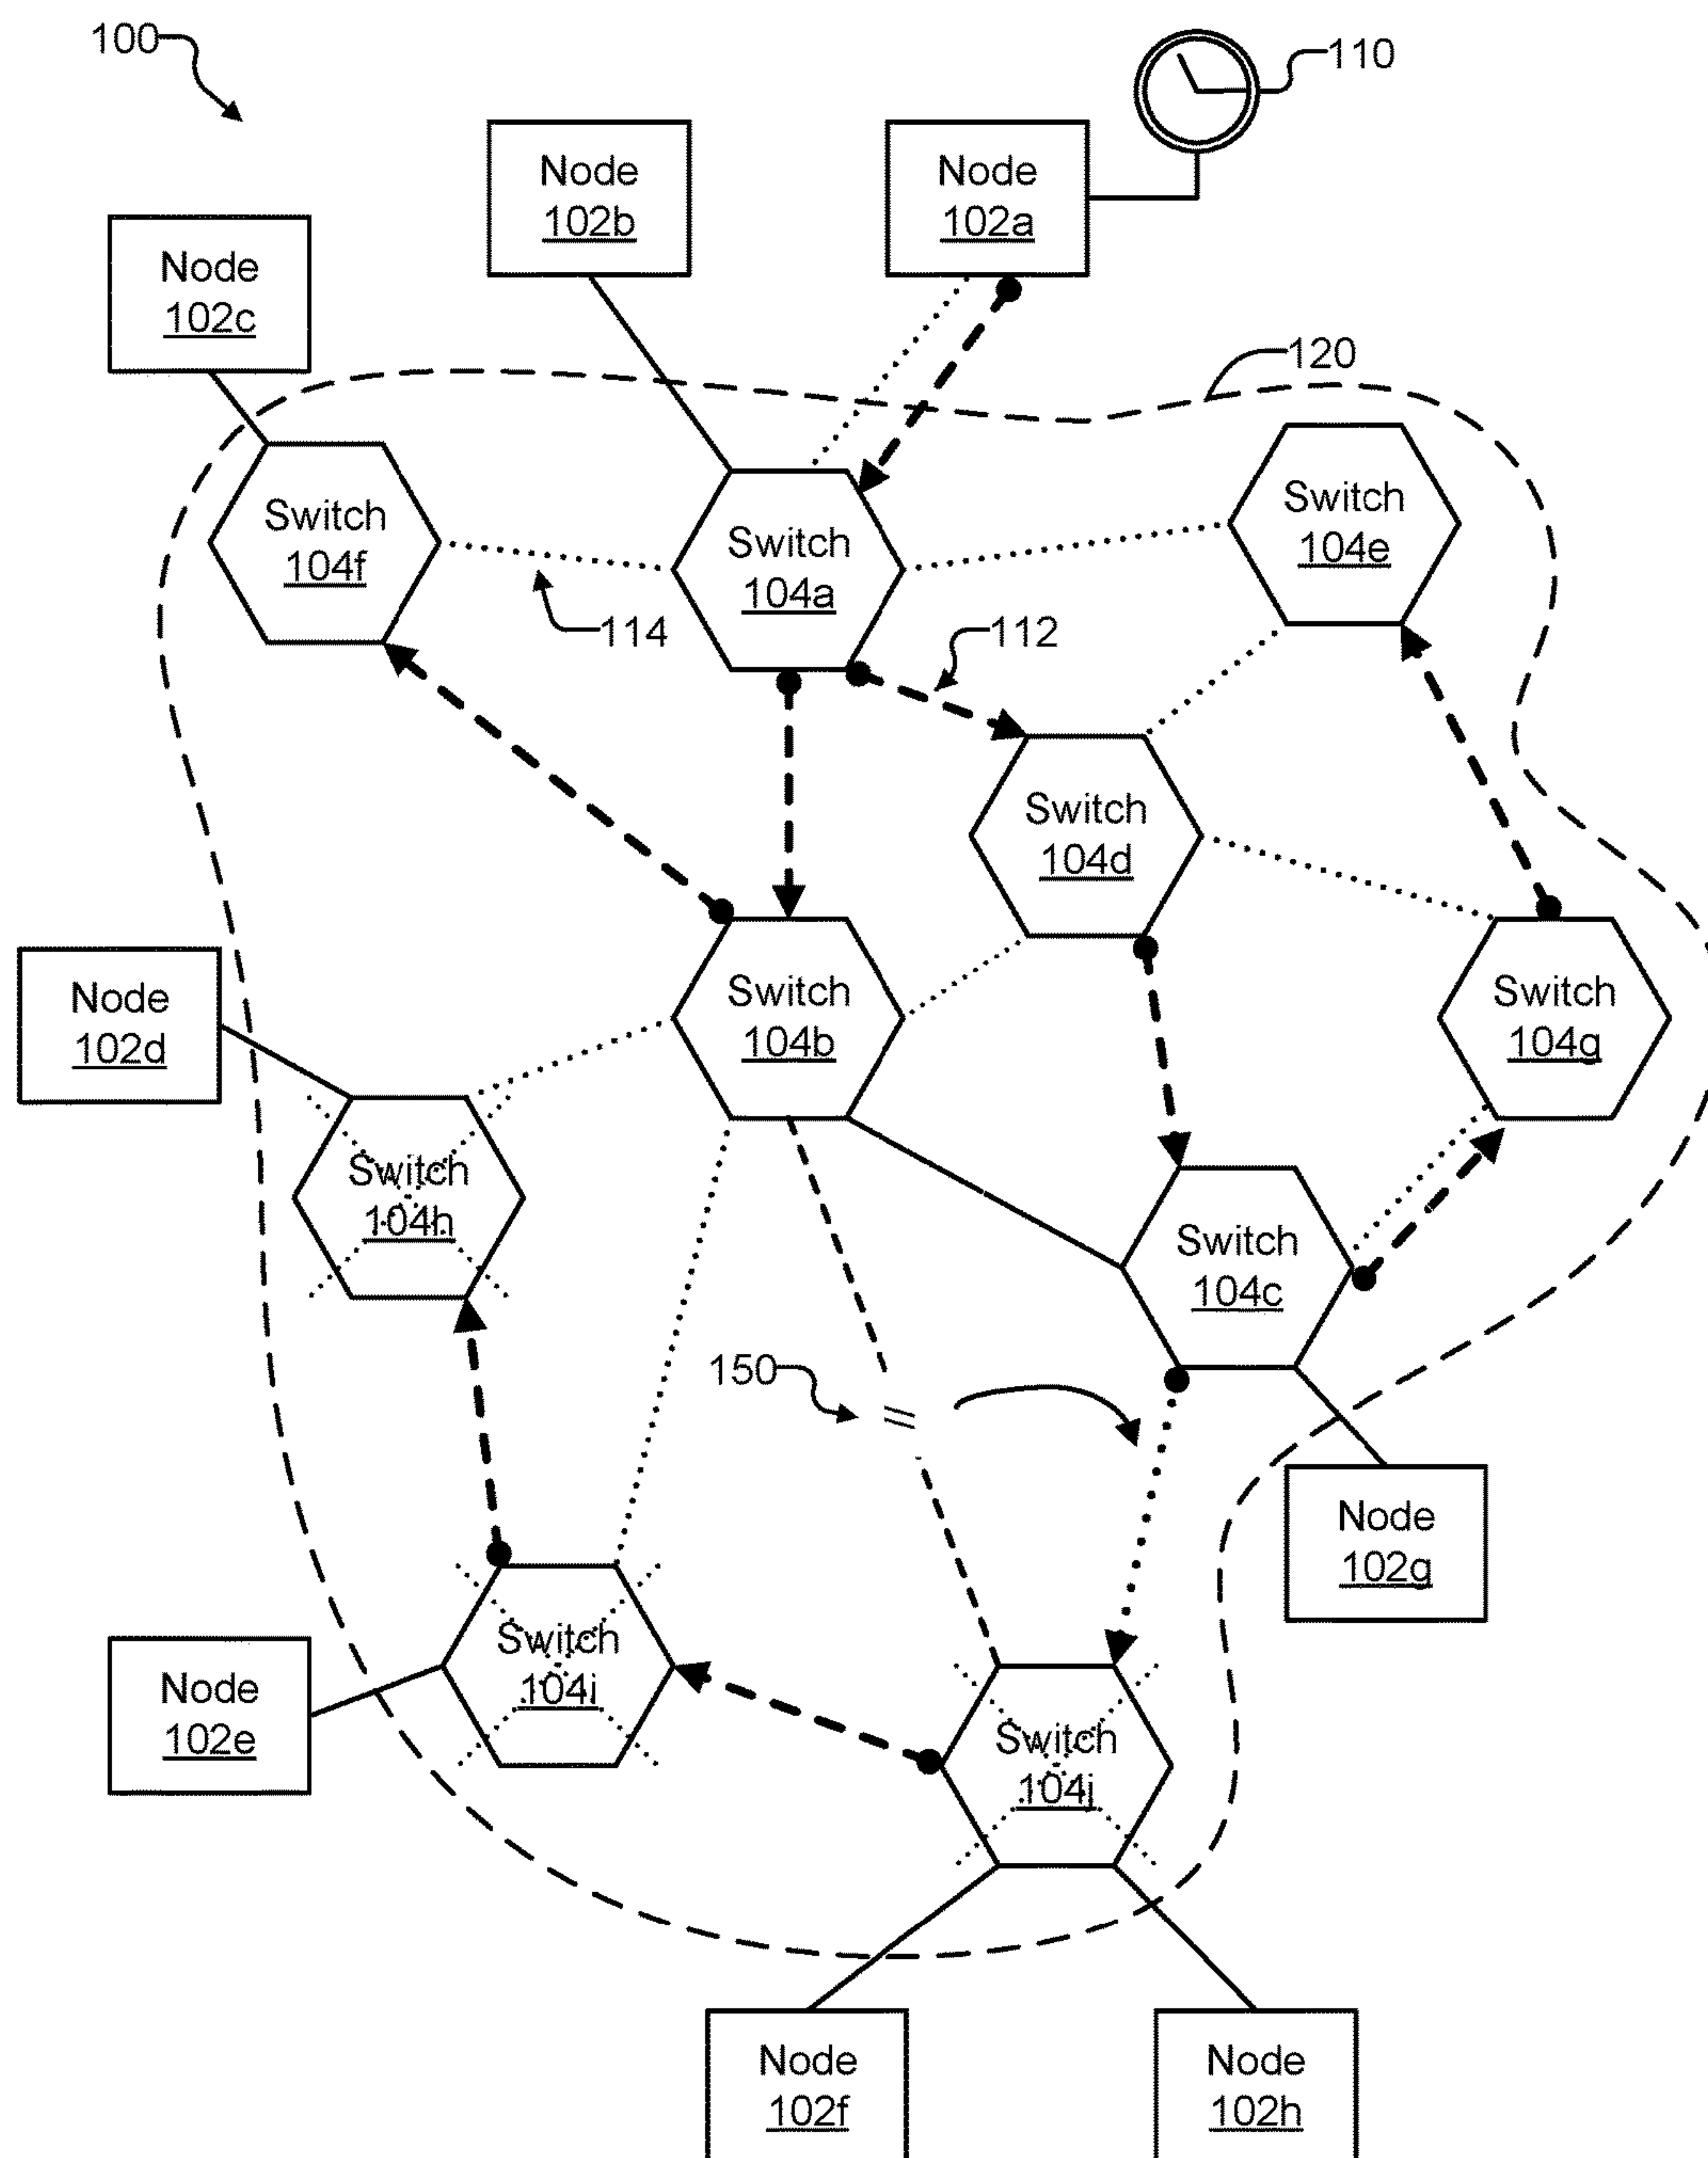 100
110
Node
102b
Node
102a
Node
102c
120
Switch
104f
Switch
104a
Switch
104e
114
112
Switch
104d
Node
102d
Switch
104b
Switch
104g
Switch
104h
Switch
104c
150
Node
102g
Switch
104i
Node
102e
Switch
104j
Node
102f
Node
102h